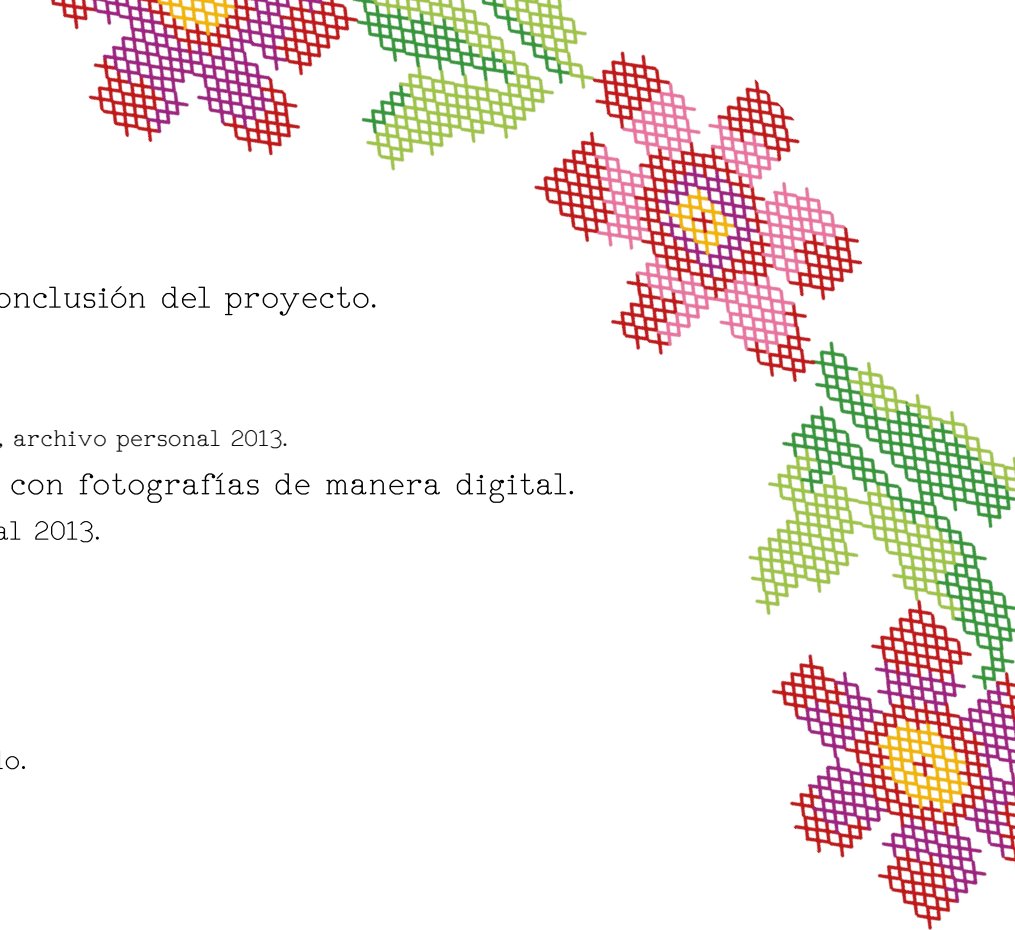 onclusión del proyecto.
, archivo personal 2013.
con fotografías de manera digital.
al 2013.
lo.